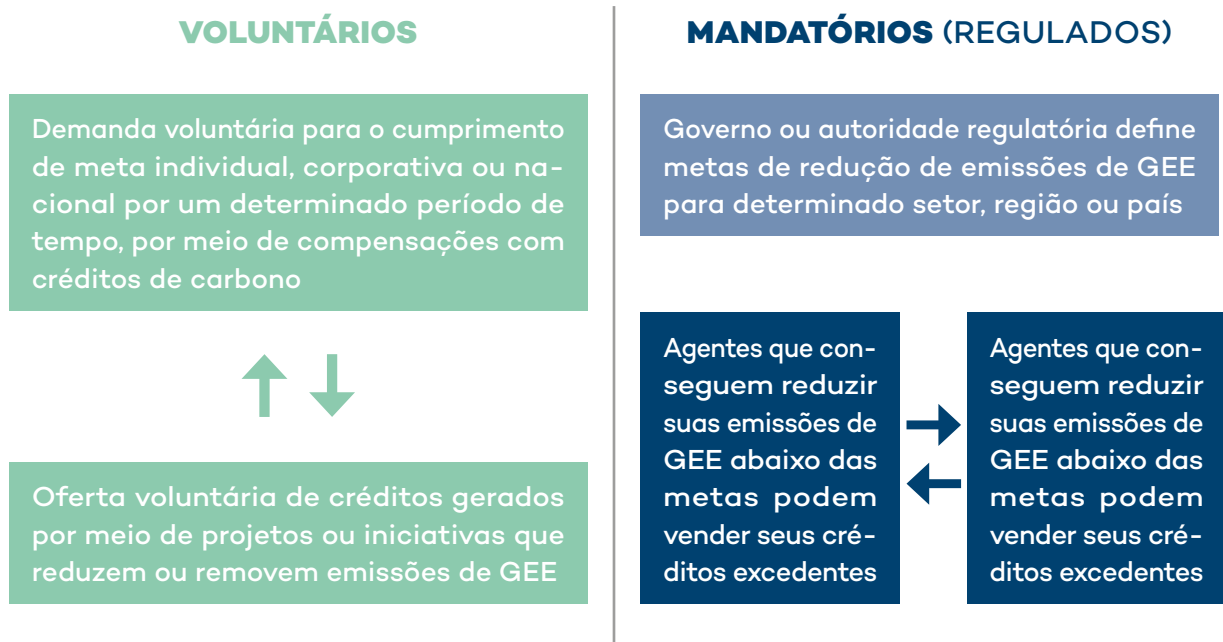 VOLUNTÁRIOS
Demanda voluntária para o cumprimento
de meta individual, corporativa ou na-
cional por um determinado período de
tempo, por meio de compensações com
créditos de carbono
Oferta voluntária de créditos gerados
por meio de projetos ou iniciativas que
reduzem ou removem emissões de GEE
MANDATÓRIOS (REGULADOS)
Governo ou autoridade regulatória define
metas de redução de emissões de GEE
para determinado setor, região ou país
Agentes que con-
seguem reduzir
suas emissões de
GEE abaixo das
metas podem
vender seus cré-
ditos excedentes
Agentes que con-
seguem reduzir
suas emissões de
GEE abaixo das
metas podem
vender seus cré-
ditos excedentes